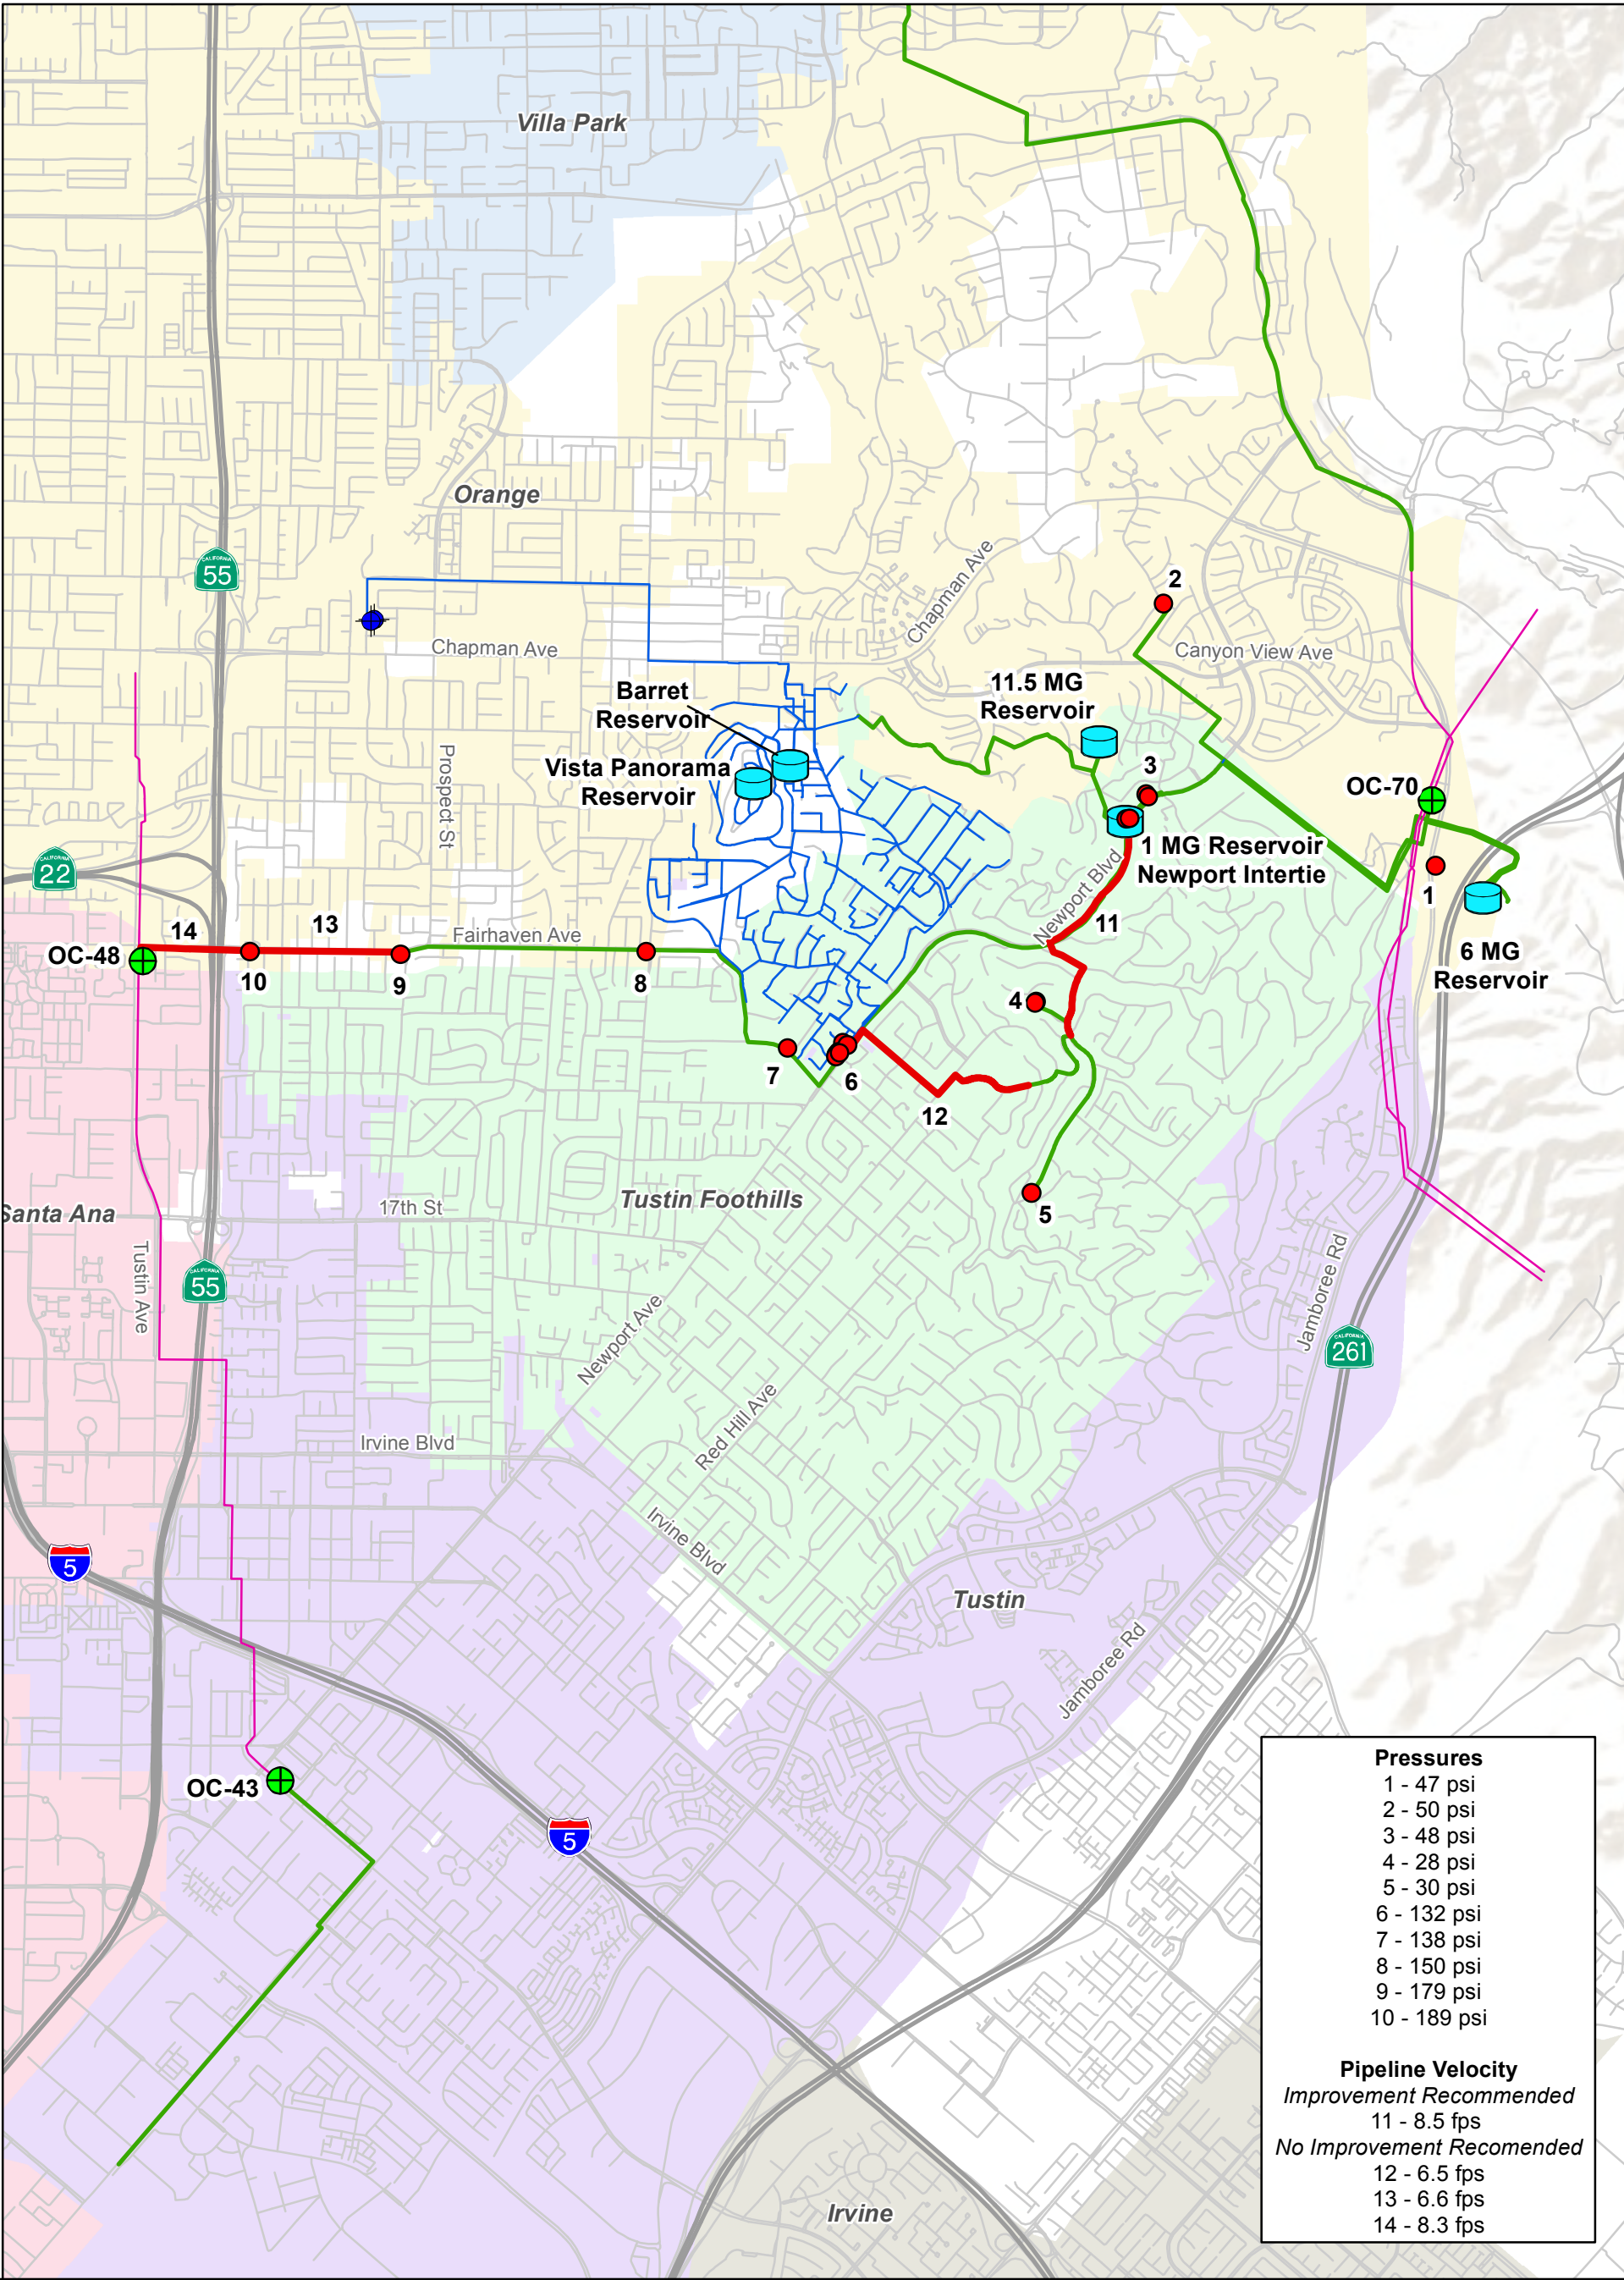 Villa Park
Orange
CALIFORNIA
55
2
Chapman Ave
Chapman Ave
Canyon View Ave
Barret
Reservoir
11.5 MG
Reservoir
Vista Panorama
Reservoir
Prospect St
3
OC-70
1 MG Reservoir
Newport Intertie
CALIFORNIA
22
Newport Blvd
1
11
14
13
Fairhaven Ave
OC-48
10
9
8
6 MG
Reservoir
4
7
6
12
5
Santa Ana
17th St
Tustin Foothills
Tustin Ave
CALIFORNIA
55
Jamboree Rd
CALIFORNIA
261
Newport Ave
Red Hill Ave
Irvine Blvd
Irvine Blvd
5
Tustin
Jamboree Rd
OC-43
5
Irvine
Pressures
1 - 47 psi
2 - 50 psi
3 - 48 psi
4 - 28 psi
5 - 30 psi
6 - 132 psi
7 - 138 psi
8 - 150 psi
9 - 179 psi
10 - 189 psi
Pipeline Velocity
Improvement Recommended
11 - 8.5 fps
No Improvement Recomended
12 - 6.5 fps
13 - 6.6 fps
14 - 8.3 fps